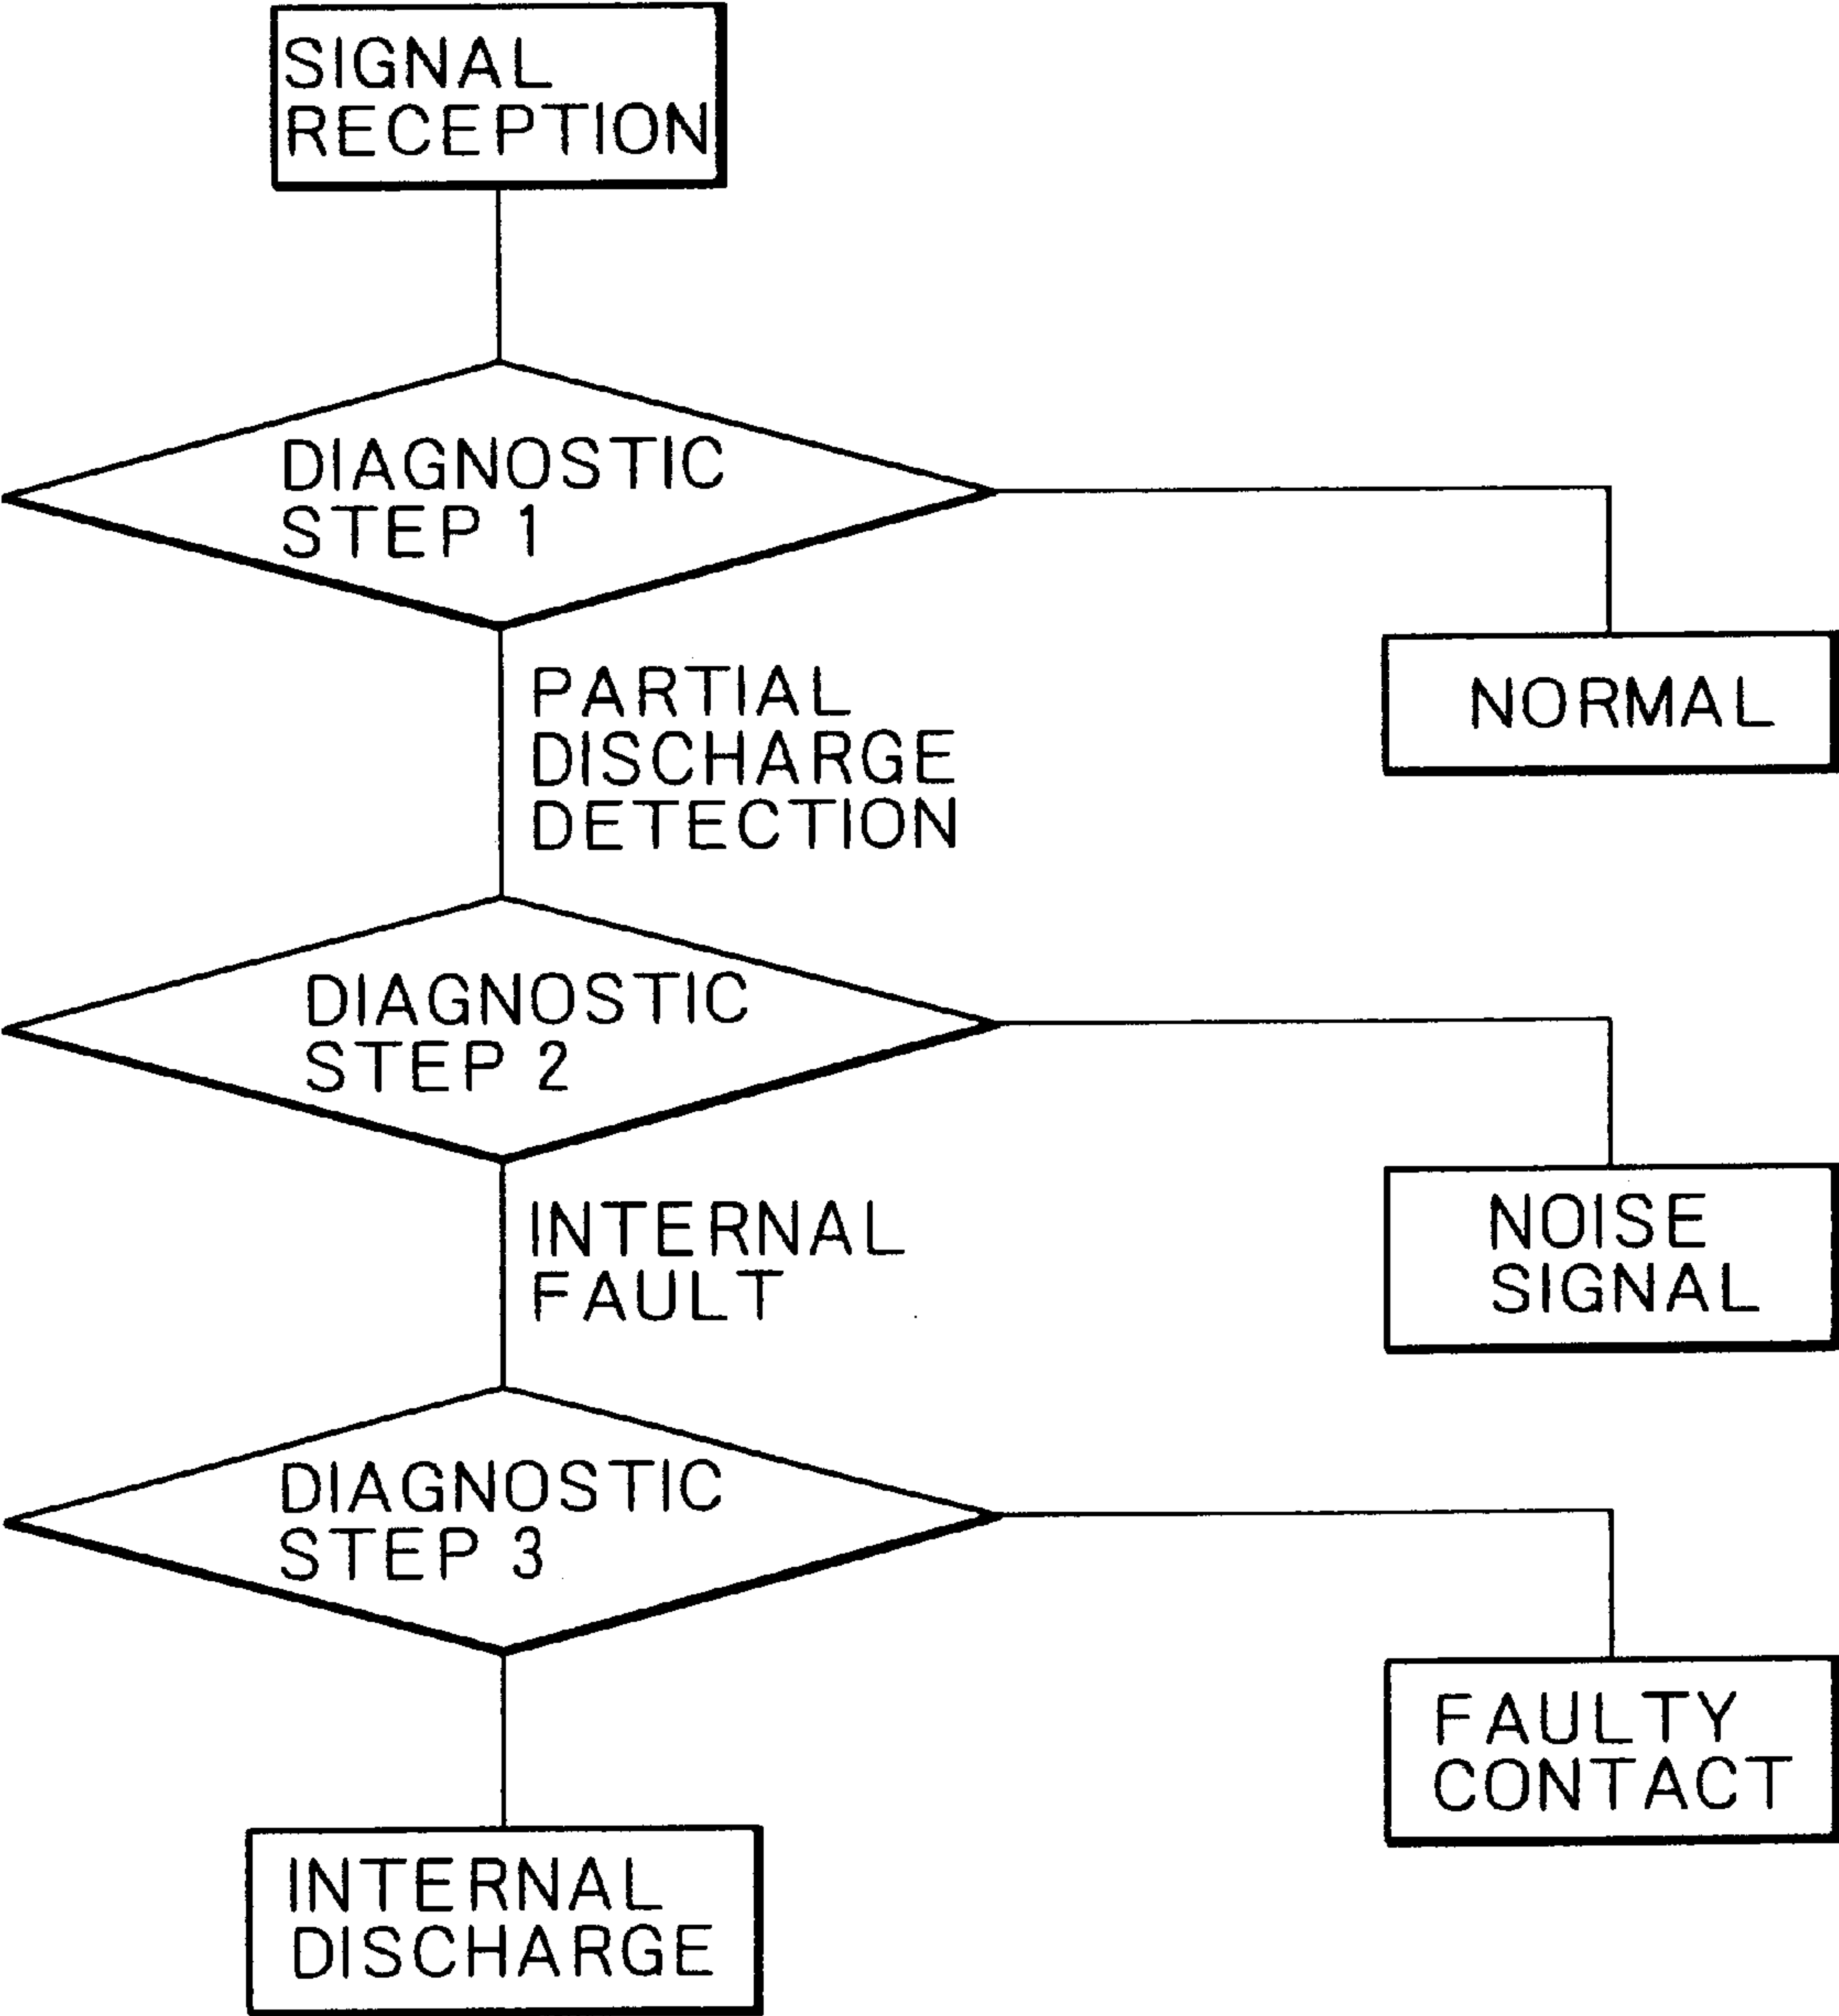 SIGNAL
RECEPTION
DIAGNOSTIC
STEP 1
NORMAL
PARTIAL
DISCHARGE
DETECTION
DIAGNOSTIC
STEP 2
NOISE
SIGNAL
INTERNAL
FAULT
DIAGNOSTIC
STEP 3
FAULTY
CONTACT
INTERNAL
DISCHARGE